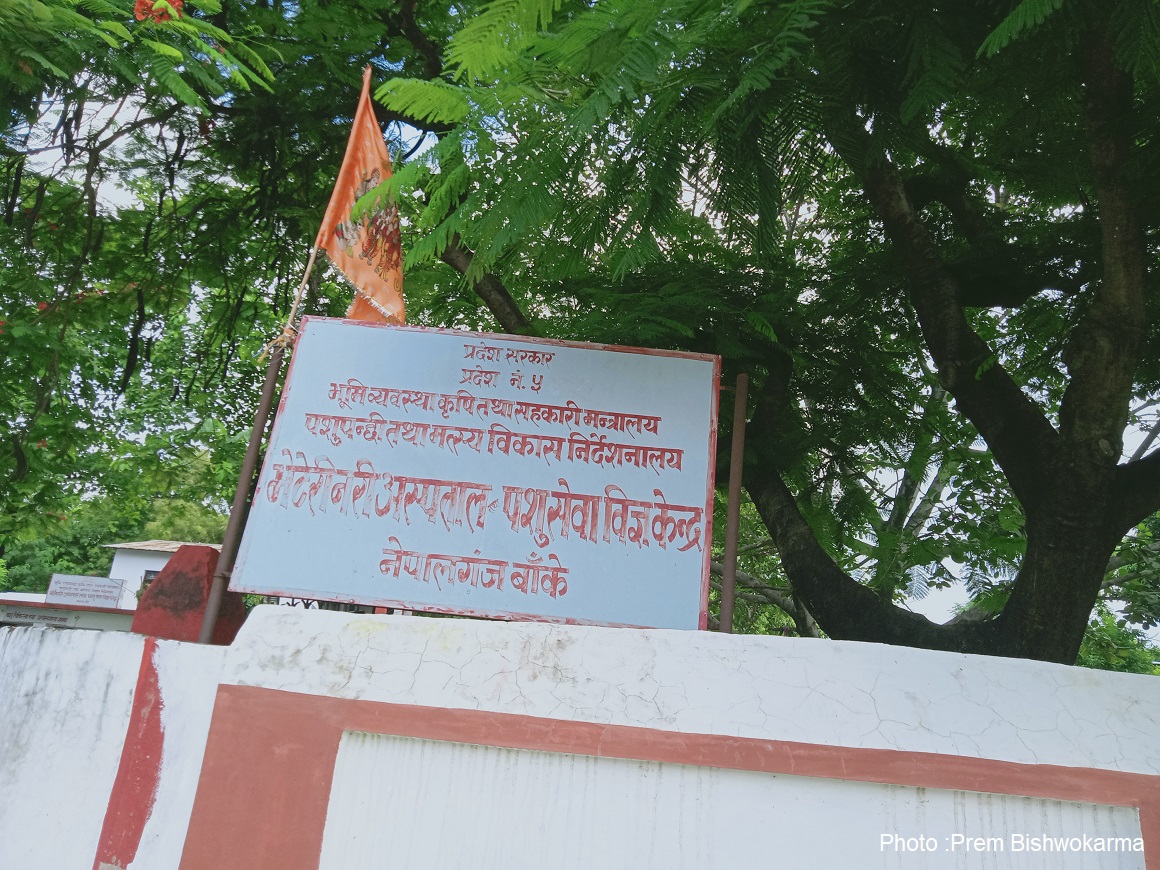 प्रदेश सरकार
प्रदेश नं. ५
भूमिव्यवस्था कृषि तथा सहकारी मन्त्रालय
पशुपन्छी तथा मत्स्य विकास निर्देशनालय
भेटेरीनरी अस्पताल - पशु सेवा विज्ञ केन्द्र
नेपालगंज बाँके
Photo :Prem Bishwokarma